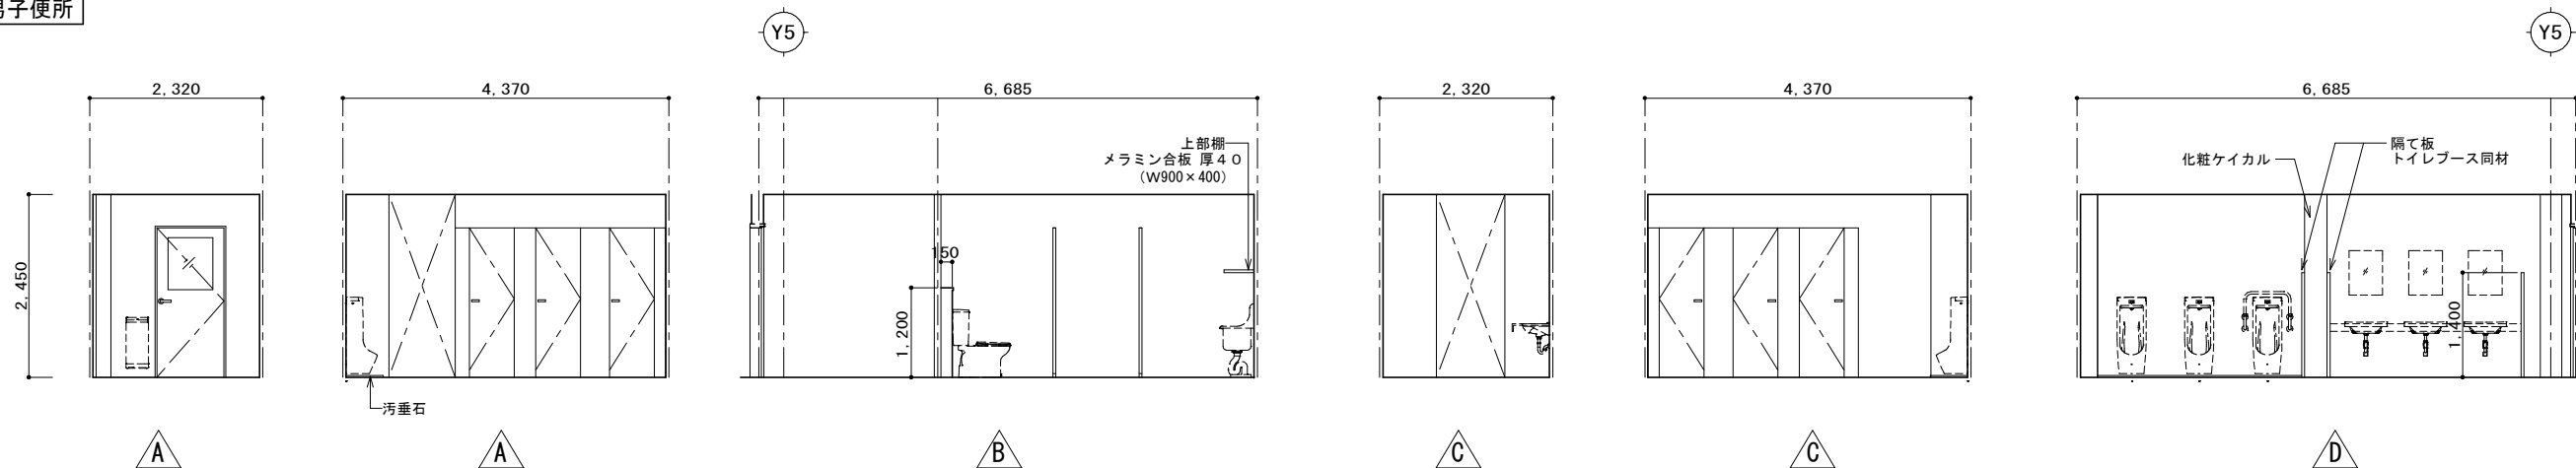 男子便所
Y5
Y5
2,320
4,370
6,685
2,320
4,370
6,685
上部棚
メラミン合板 厚40
(W900×400)
化粧ケイカル
隔て板
トイレブース同材
2,450
150
1,200
1,400
汚垂石
A
A
B
C
C
D